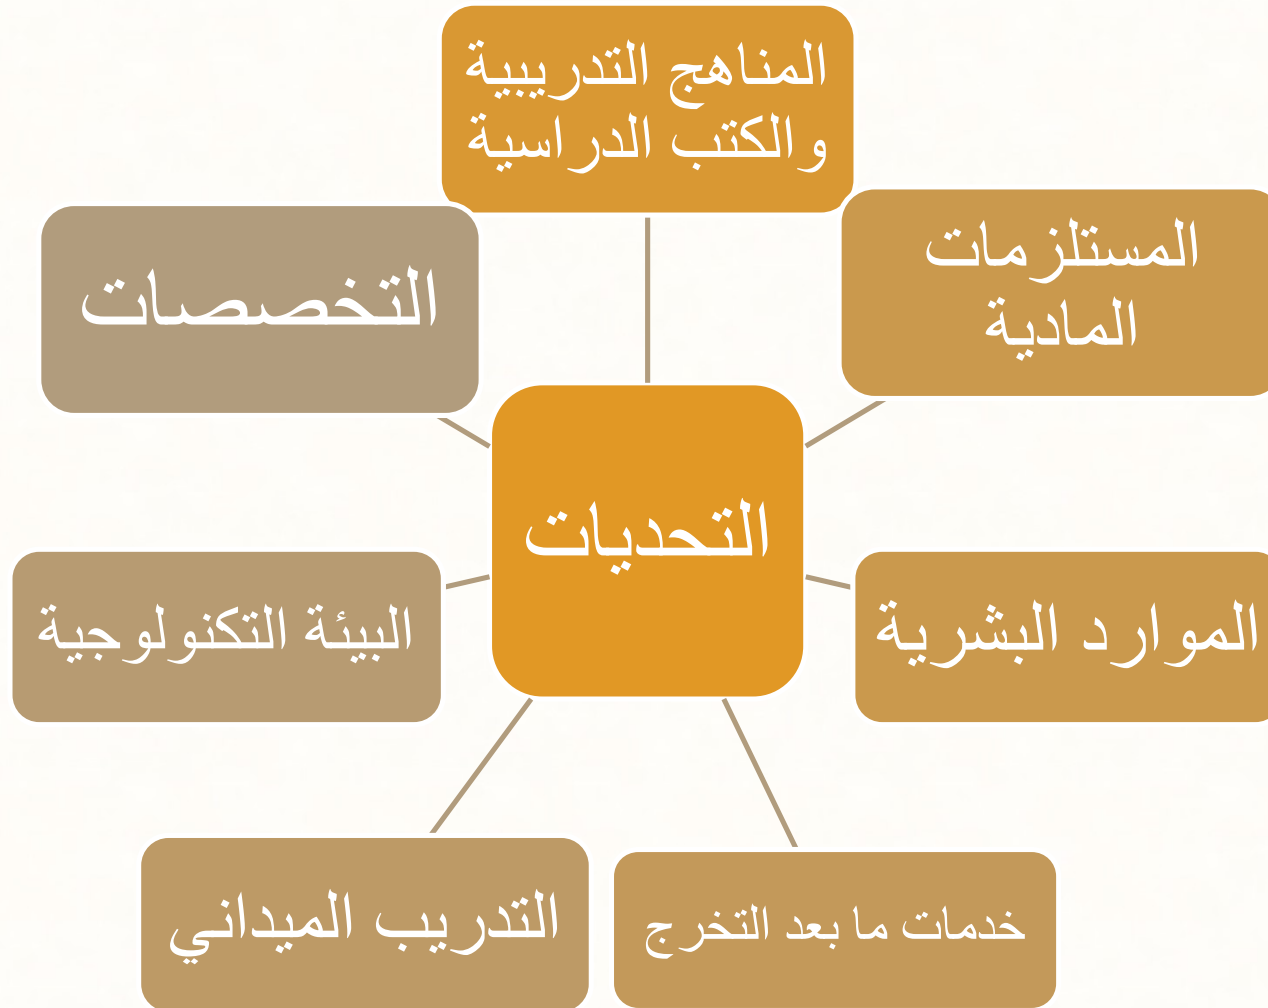 المناهج التدريبية
والكتب الدراسية
المستلزمات
المادية
التخصصات
التحديات
الموارد البشرية
البيئة التكنولوجية
خدمات ما بعد التخرج
التدريب الميداني